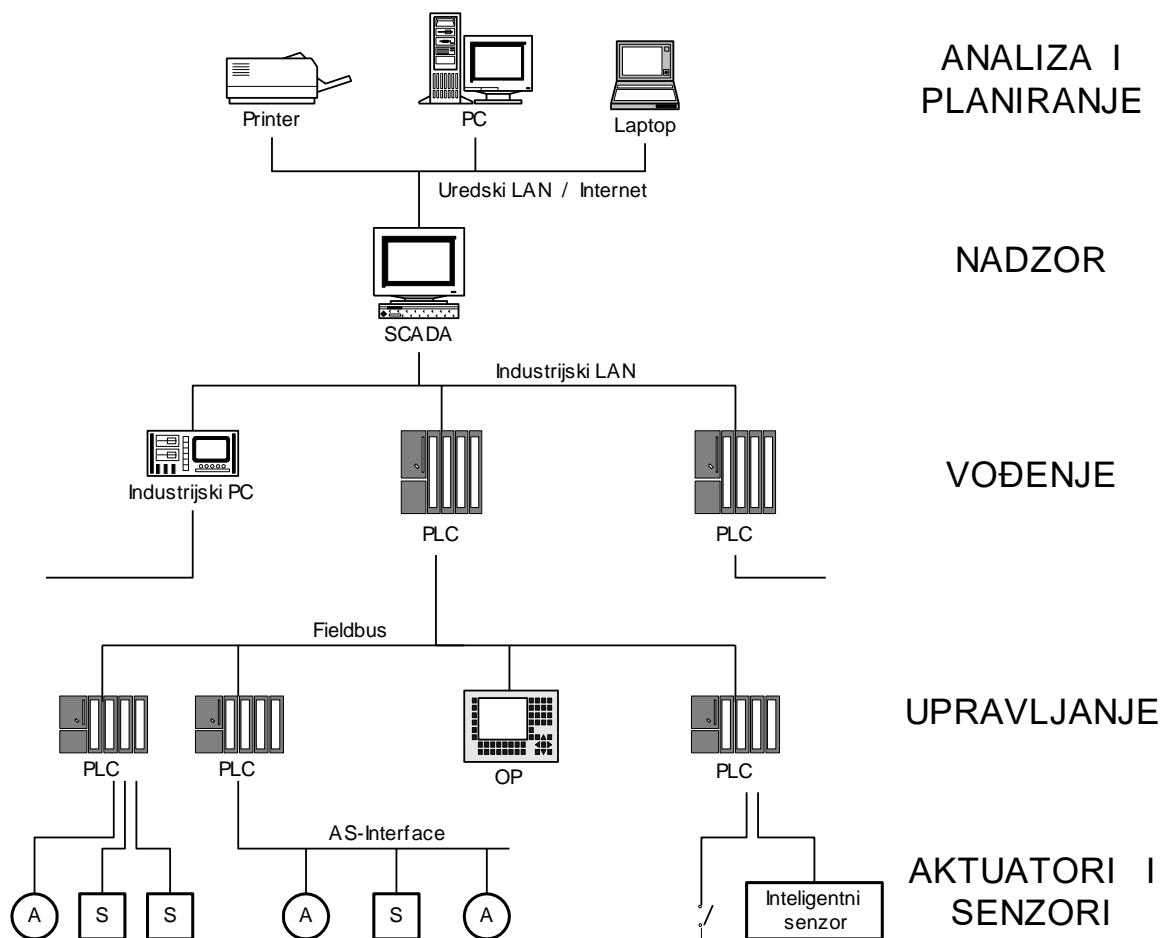 ANALIZA I
PLANIRANJE
Printer
PC
Laptop
Uredski LAN / Internet
NADZOR
SCADA
Industrijski LAN
VOĐENJE
Industrijski PC
PLC
PLC
Fieldbus
UPRAVLJANJE
PLC
PLC
OP
PLC
AS-Interface
AKTUATORI I
SENZORI
A
S
S
A
S
A
Inteligentni
senzor